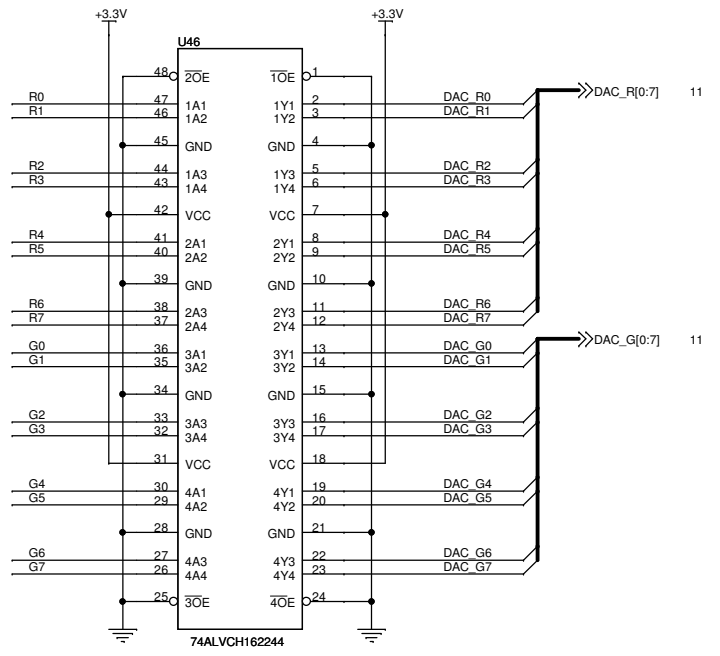 +3.3V +3.3V
U46
48 2OE 1OE 1
R0 47 1A1 1Y1 2 DAC_R0 DAC_R[0:7] 11
R1 46 1A2 1Y2 3 DAC_R1
45 GND GND 4
R2 44 1A3 1Y3 5 DAC_R2
R3 43 1A4 1Y4 6 DAC_R3
42 VCC VCC 7
R4 41 2A1 2Y1 8 DAC_R4
R5 40 2A2 2Y2 9 DAC_R5
39 GND GND 10
R6 38 2A3 2Y3 11 DAC_R6
R7 37 2A4 2Y4 12 DAC_R7
DAC_G[0:7] 11
G0 36 3A1 3Y1 13 DAC_G0
G1 35 3A2 3Y2 14 DAC_G1
34 GND GND 15
G2 33 3A3 3Y3 16 DAC_G2
G3 32 3A4 3Y4 17 DAC_G3
31 VCC VCC 18
G4 30 4A1 4Y1 19 DAC_G4
G5 29 4A2 4Y2 20 DAC_G5
28 GND GND 21
G6 27 4A3 4Y3 22 DAC_G6
G7 26 4A4 4Y4 23 DAC_G7
25 3OE 4OE 24
74ALVCH162244